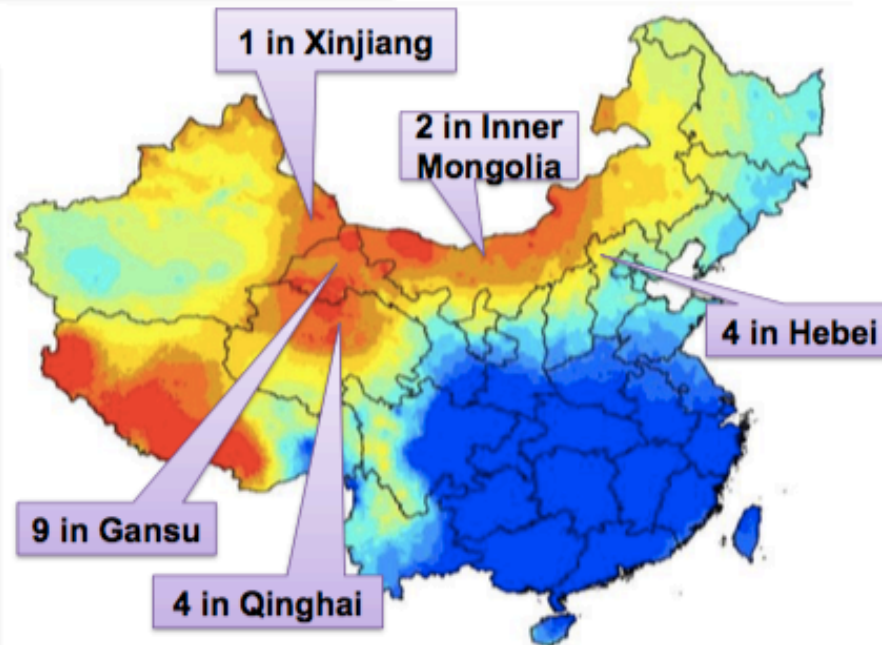 1 in Xinjiang
2 in Inner
Mongolia
4 in Hebei
9 in Gansu
4 in Qinghai